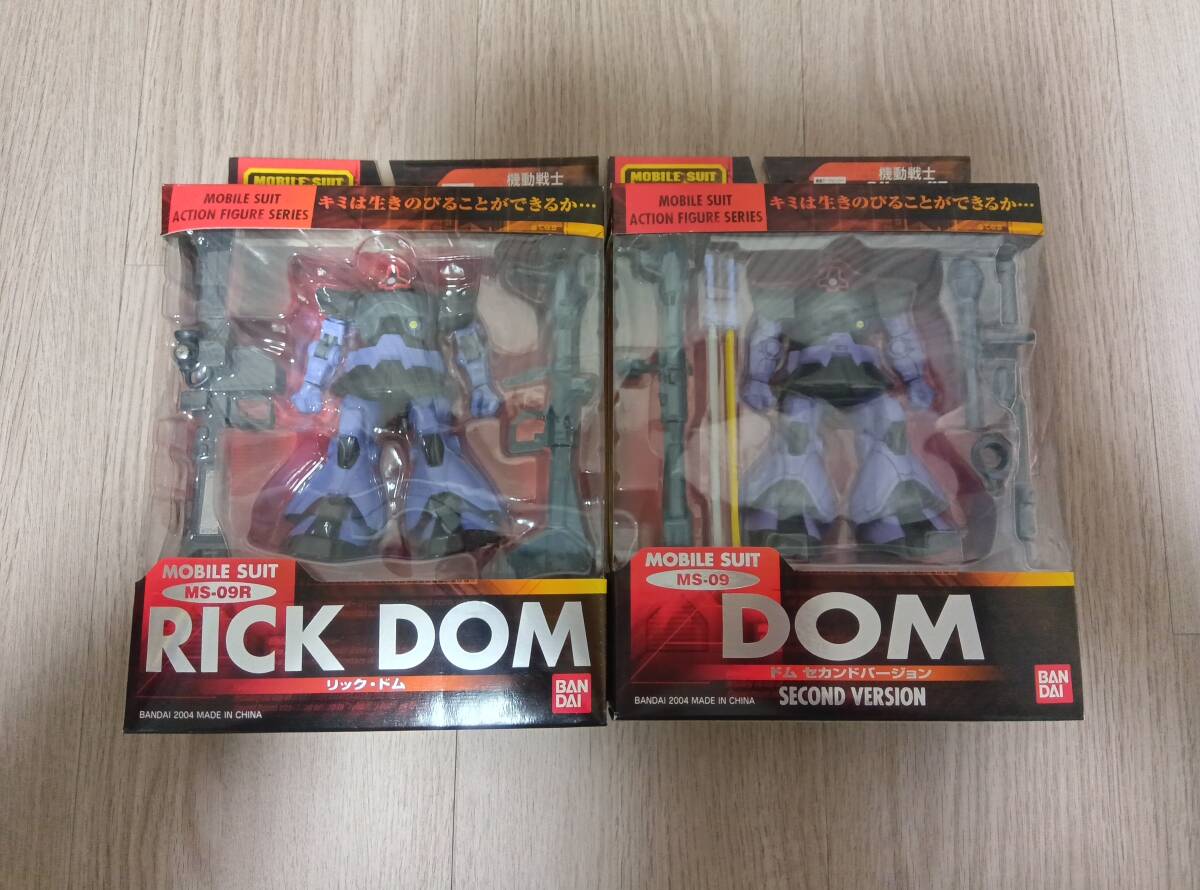 MOBILE SUIT
機動戦士
MOBILE SUIT
ACTION FIGURE SERIES
キミは生きのびることができるか…
MOBILE SUIT
MS-09R
RICK DOM
リック・ドム
BANDAI 2004 MADE IN CHINA
BAN
DAI
MOBILE SUIT
機動戦士
MOBILE SUIT
ACTION FIGURE SERIES
キミは生きのびることができるか…
MOBILE SUIT
MS-09
DOM
ドム セカンドバージョン
SECOND VERSION
BANDAI 2004 MADE IN CHINA
BAN
DAI